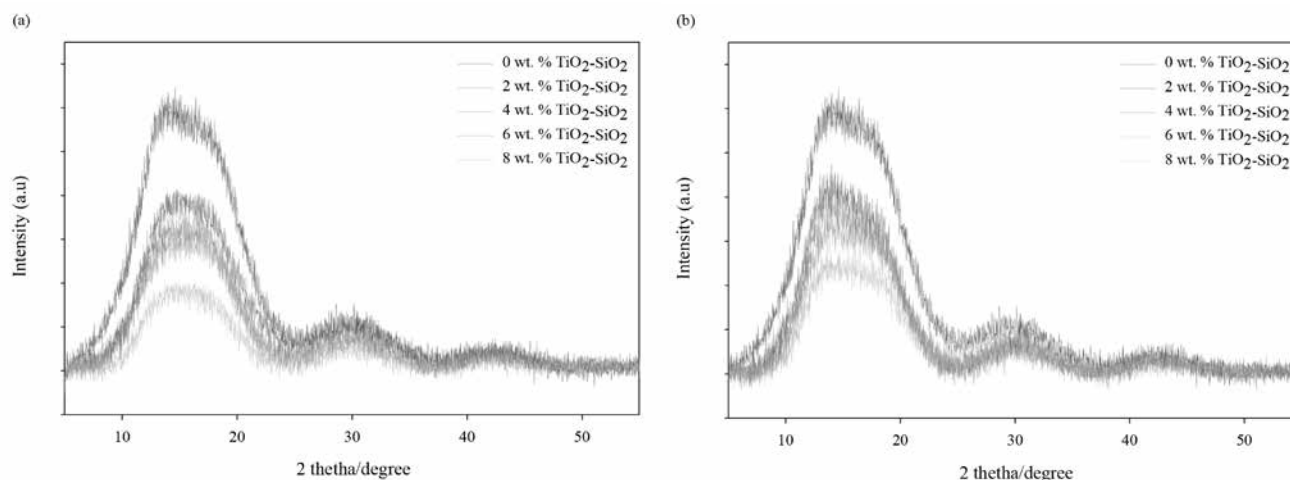 (a)
0 wt. % TiO2-SiO2
2 wt. % TiO2-SiO2
4 wt. % TiO2-SiO2
6 wt. % TiO2-SiO2
8 wt. % TiO2-SiO2
Intensity (a.u)
10 20 30 40 50
2 thetha/degree
(b)
0 wt. % TiO2-SiO2
2 wt. % TiO2-SiO2
4 wt. % TiO2-SiO2
6 wt. % TiO2-SiO2
8 wt. % TiO2-SiO2
Intensity (a.u)
10 20 30 40 50
2 thetha/degree